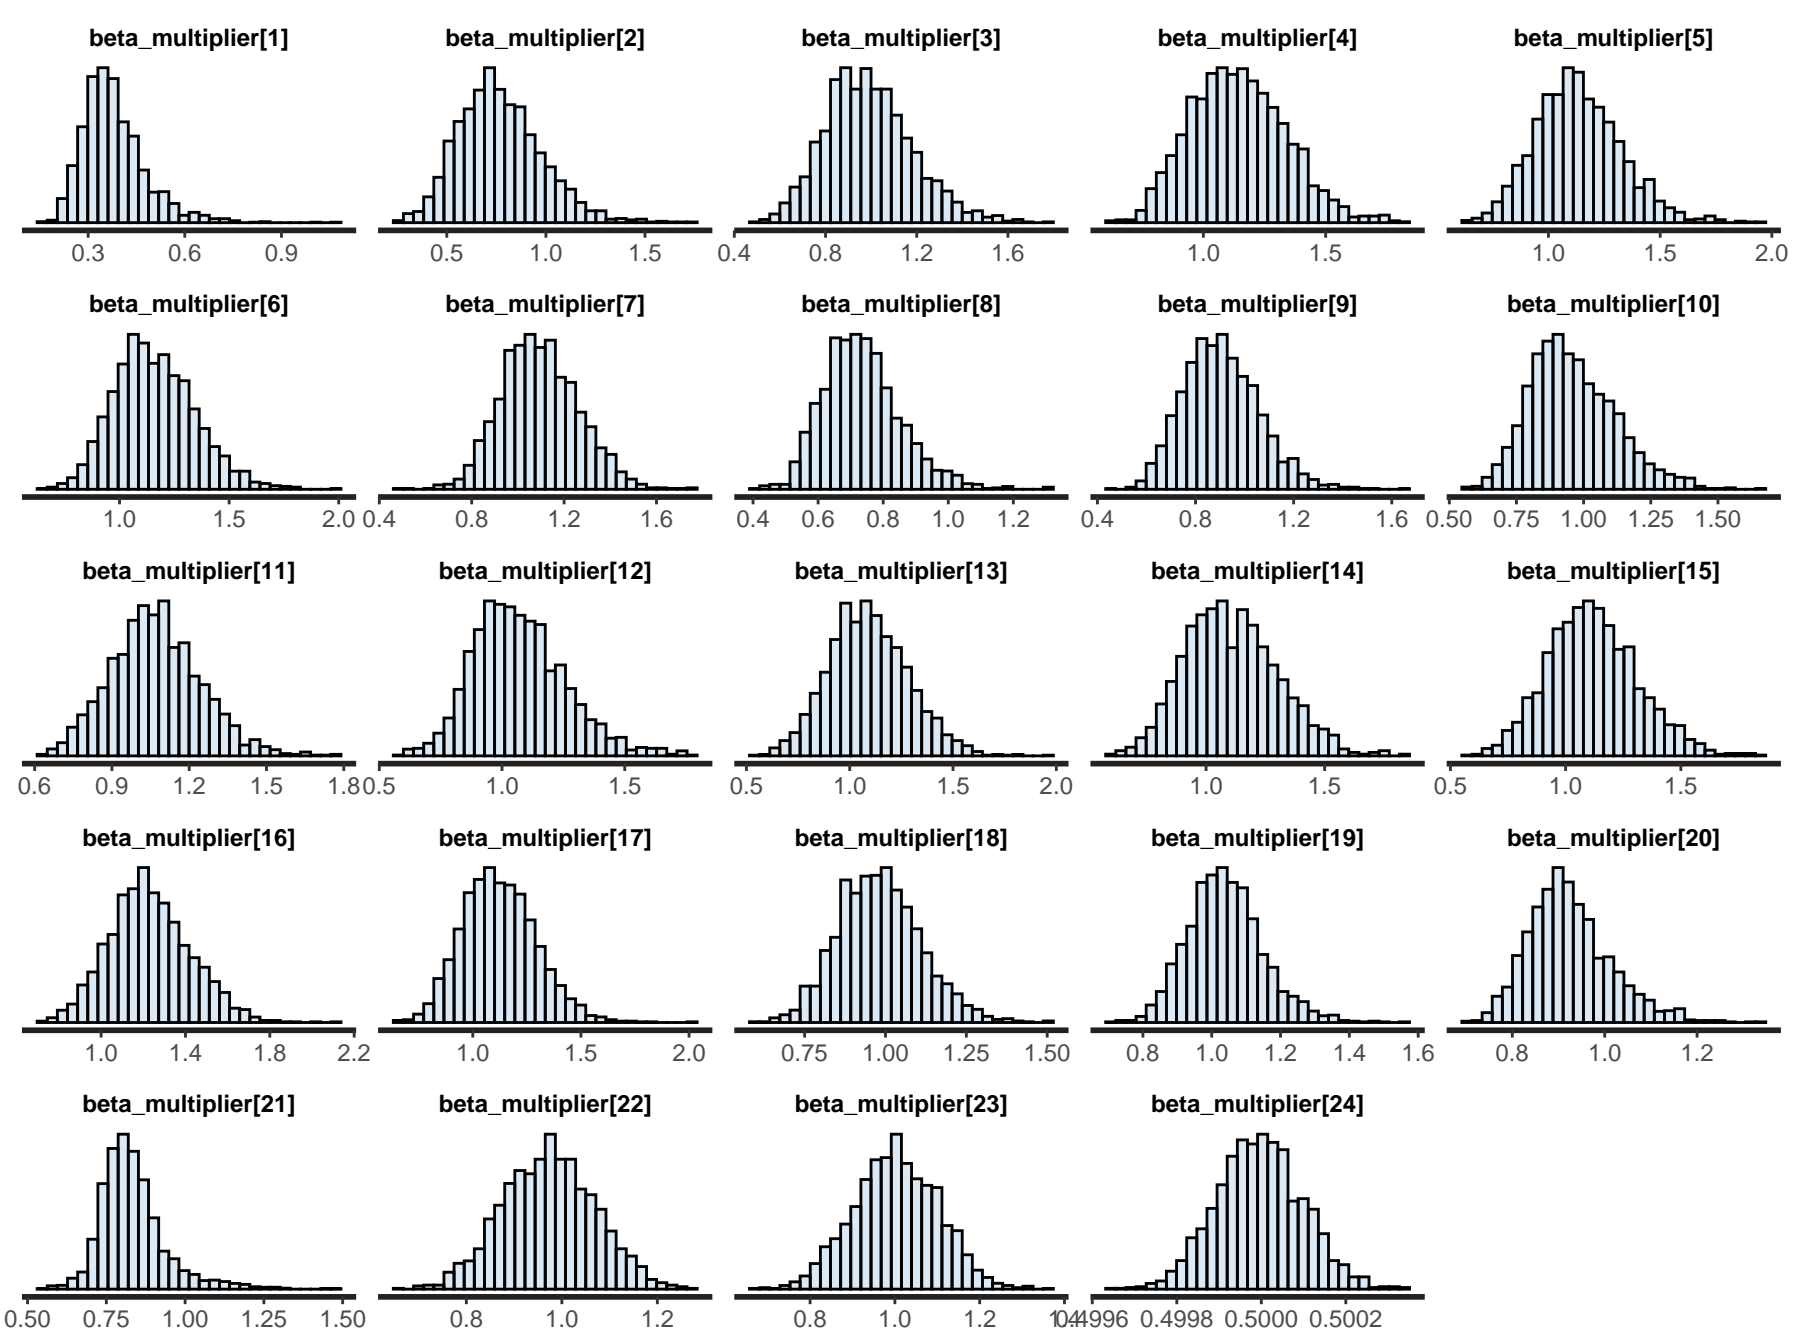 beta_multiplier[1] beta_multiplier[2] beta_multiplier[3] beta_multiplier[4] beta_multiplier[5]
0.3 0.6 0.9 0.5 1.0 1.5 0.4 0.8 1.2 1.6 1.0 1.5 1.0 1.5 2.0
beta_multiplier[6] beta_multiplier[7] beta_multiplier[8] beta_multiplier[9] beta_multiplier[10]
1.0 1.5 2.0 0.4 0.8 1.2 1.6 0.4 0.6 0.8 1.0 1.2 0.4 0.8 1.2 1.6 0.50 0.75 1.00 1.25 1.50
beta_multiplier[11] beta_multiplier[12] beta_multiplier[13] beta_multiplier[14] beta_multiplier[15]
0.6 0.9 1.2 1.5 1.8 0.5 1.0 1.5 0.5 1.0 1.5 2.0 1.0 1.5 0.5 1.0 1.5
beta_multiplier[16] beta_multiplier[17] beta_multiplier[18] beta_multiplier[19] beta_multiplier[20]
1.0 1.4 1.8 2.2 1.0 1.5 2.0 0.75 1.00 1.25 1.50 0.8 1.0 1.2 1.4 1.6 0.8 1.0 1.2
beta_multiplier[21] beta_multiplier[22] beta_multiplier[23] beta_multiplier[24]
0.50 0.75 1.00 1.25 1.50 0.8 1.0 1.2 0.8 1.0 1.2 1.4 0.4996 0.4998 0.5000 0.5002